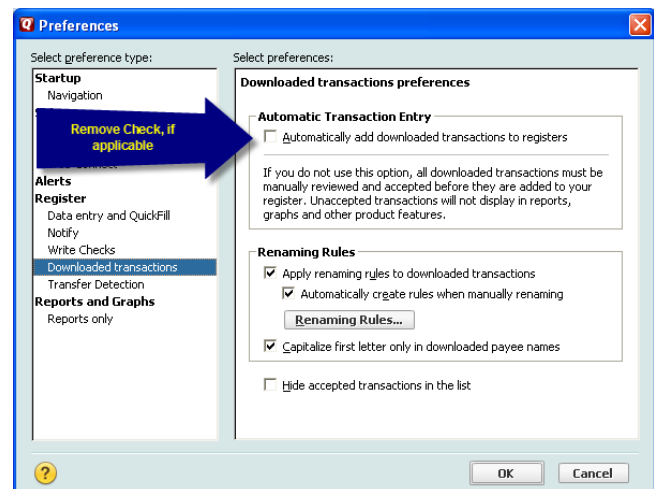 Preferences
Select preference type:
Startup
Navigation
Alerts
Register
Data entry and QuickFill
Notify
Write Checks
Downloaded transactions
Transfer Detection
Reports and Graphs
Reports only
Remove Check, if
applicable
Select preferences:
Downloaded transactions preferences
Automatic Transaction Entry
Automatically add downloaded transactions to registers
If you do not use this option, all downloaded transactions must be
manually reviewed and accepted before they are added to your
register. Unaccepted transactions will not display in reports,
graphs and other product features.
Renaming Rules
Apply renaming rules to downloaded transactions
Automatically create rules when manually renaming
Renaming Rules...
Capitalize first letter only in downloaded payee names
Hide accepted transactions in the list
?
OK
Cancel